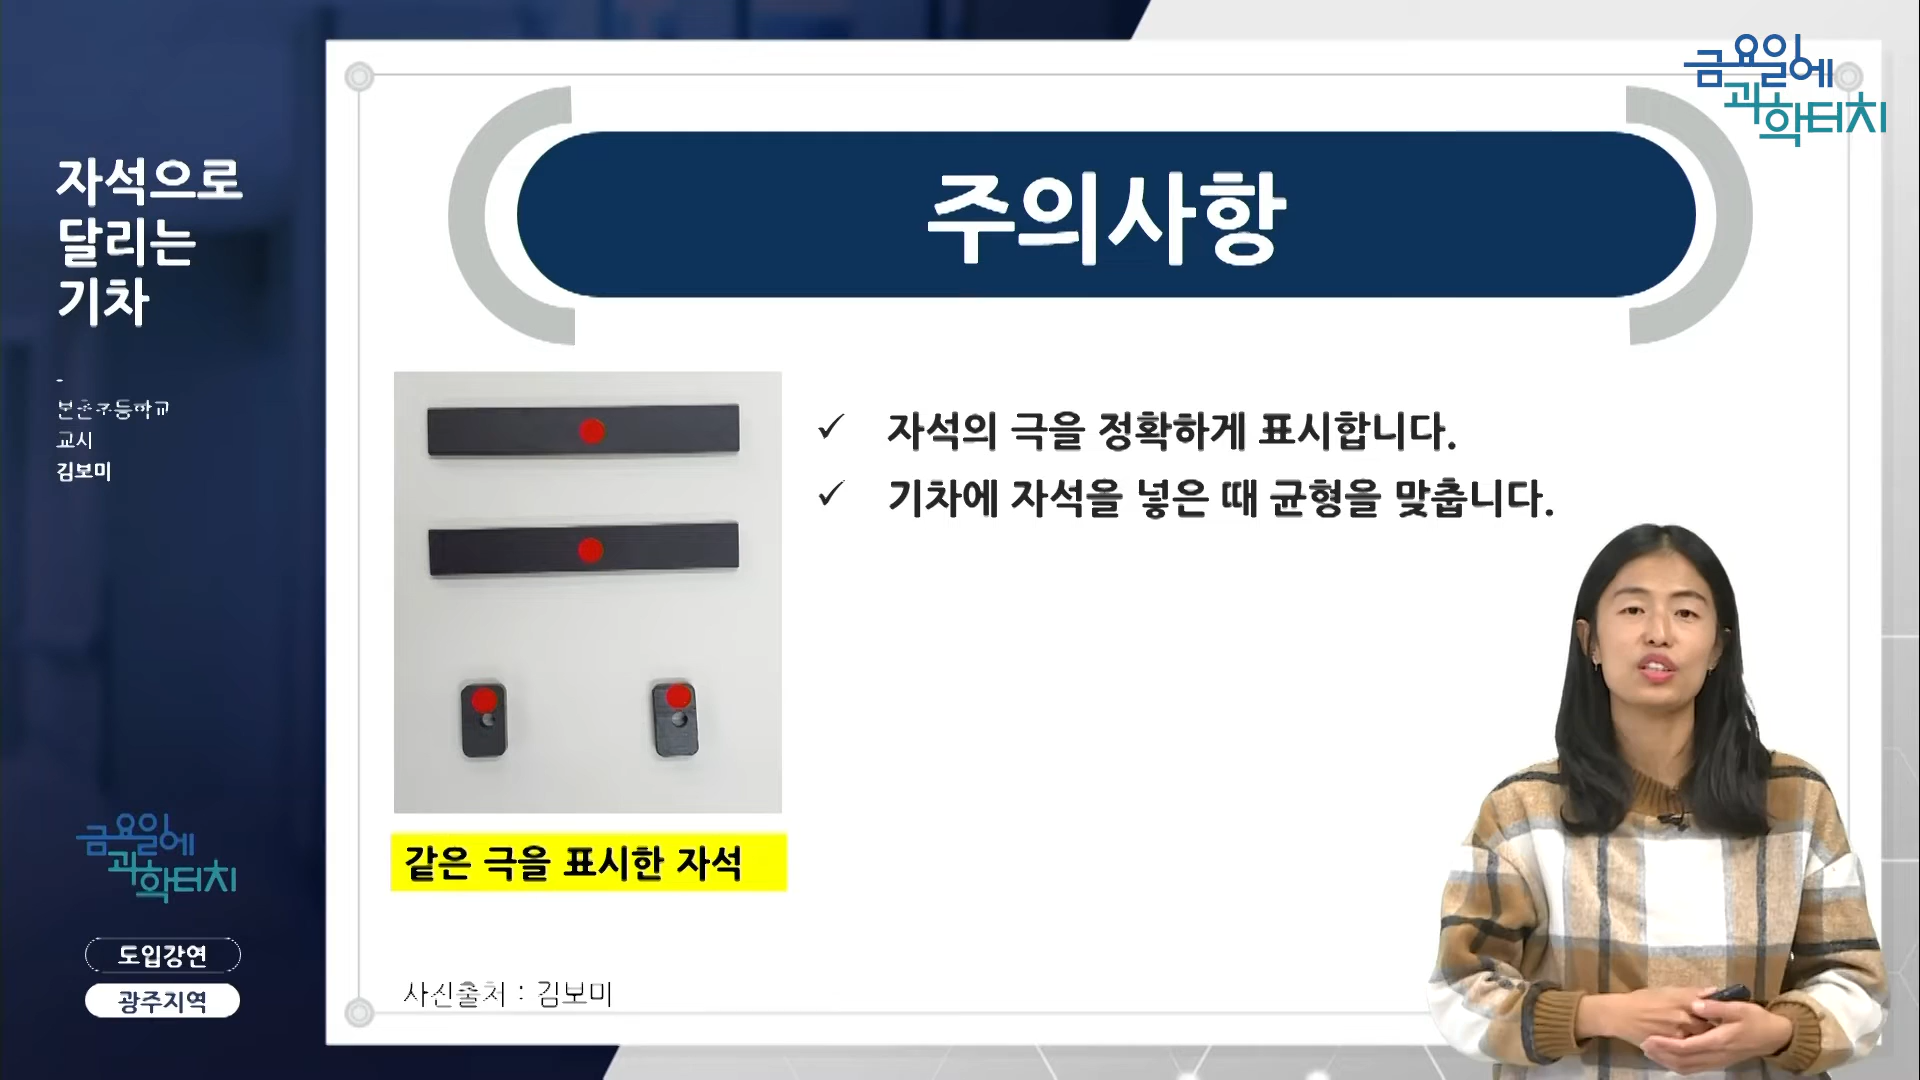 금요일에
과학터치
자석으로
달리는
기차
-
본촌초등학교
교사
김보미
주의사항
✓ 자석의 극을 정확하게 표시합니다.
✓ 기차에 자석을 넣은 때 균형을 맞춥니다.
같은 극을 표시한 자석
사진출처 : 김보미
금요일에
과학터치
도입강연
광주지역